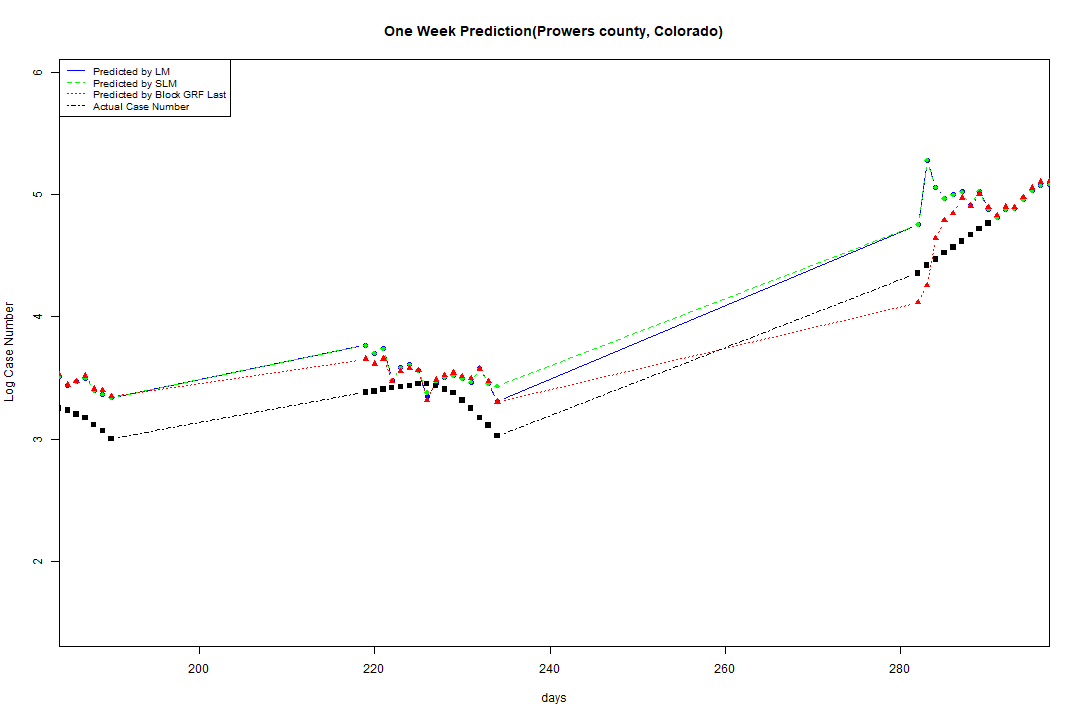 One Week Prediction(Prowers county, Colorado)
Predicted by LM
Predicted by SLM
Predicted by Block GRF Last
Actual Case Number
6
5
4
3
2
Log Case Number
200 220 240 260 280
days